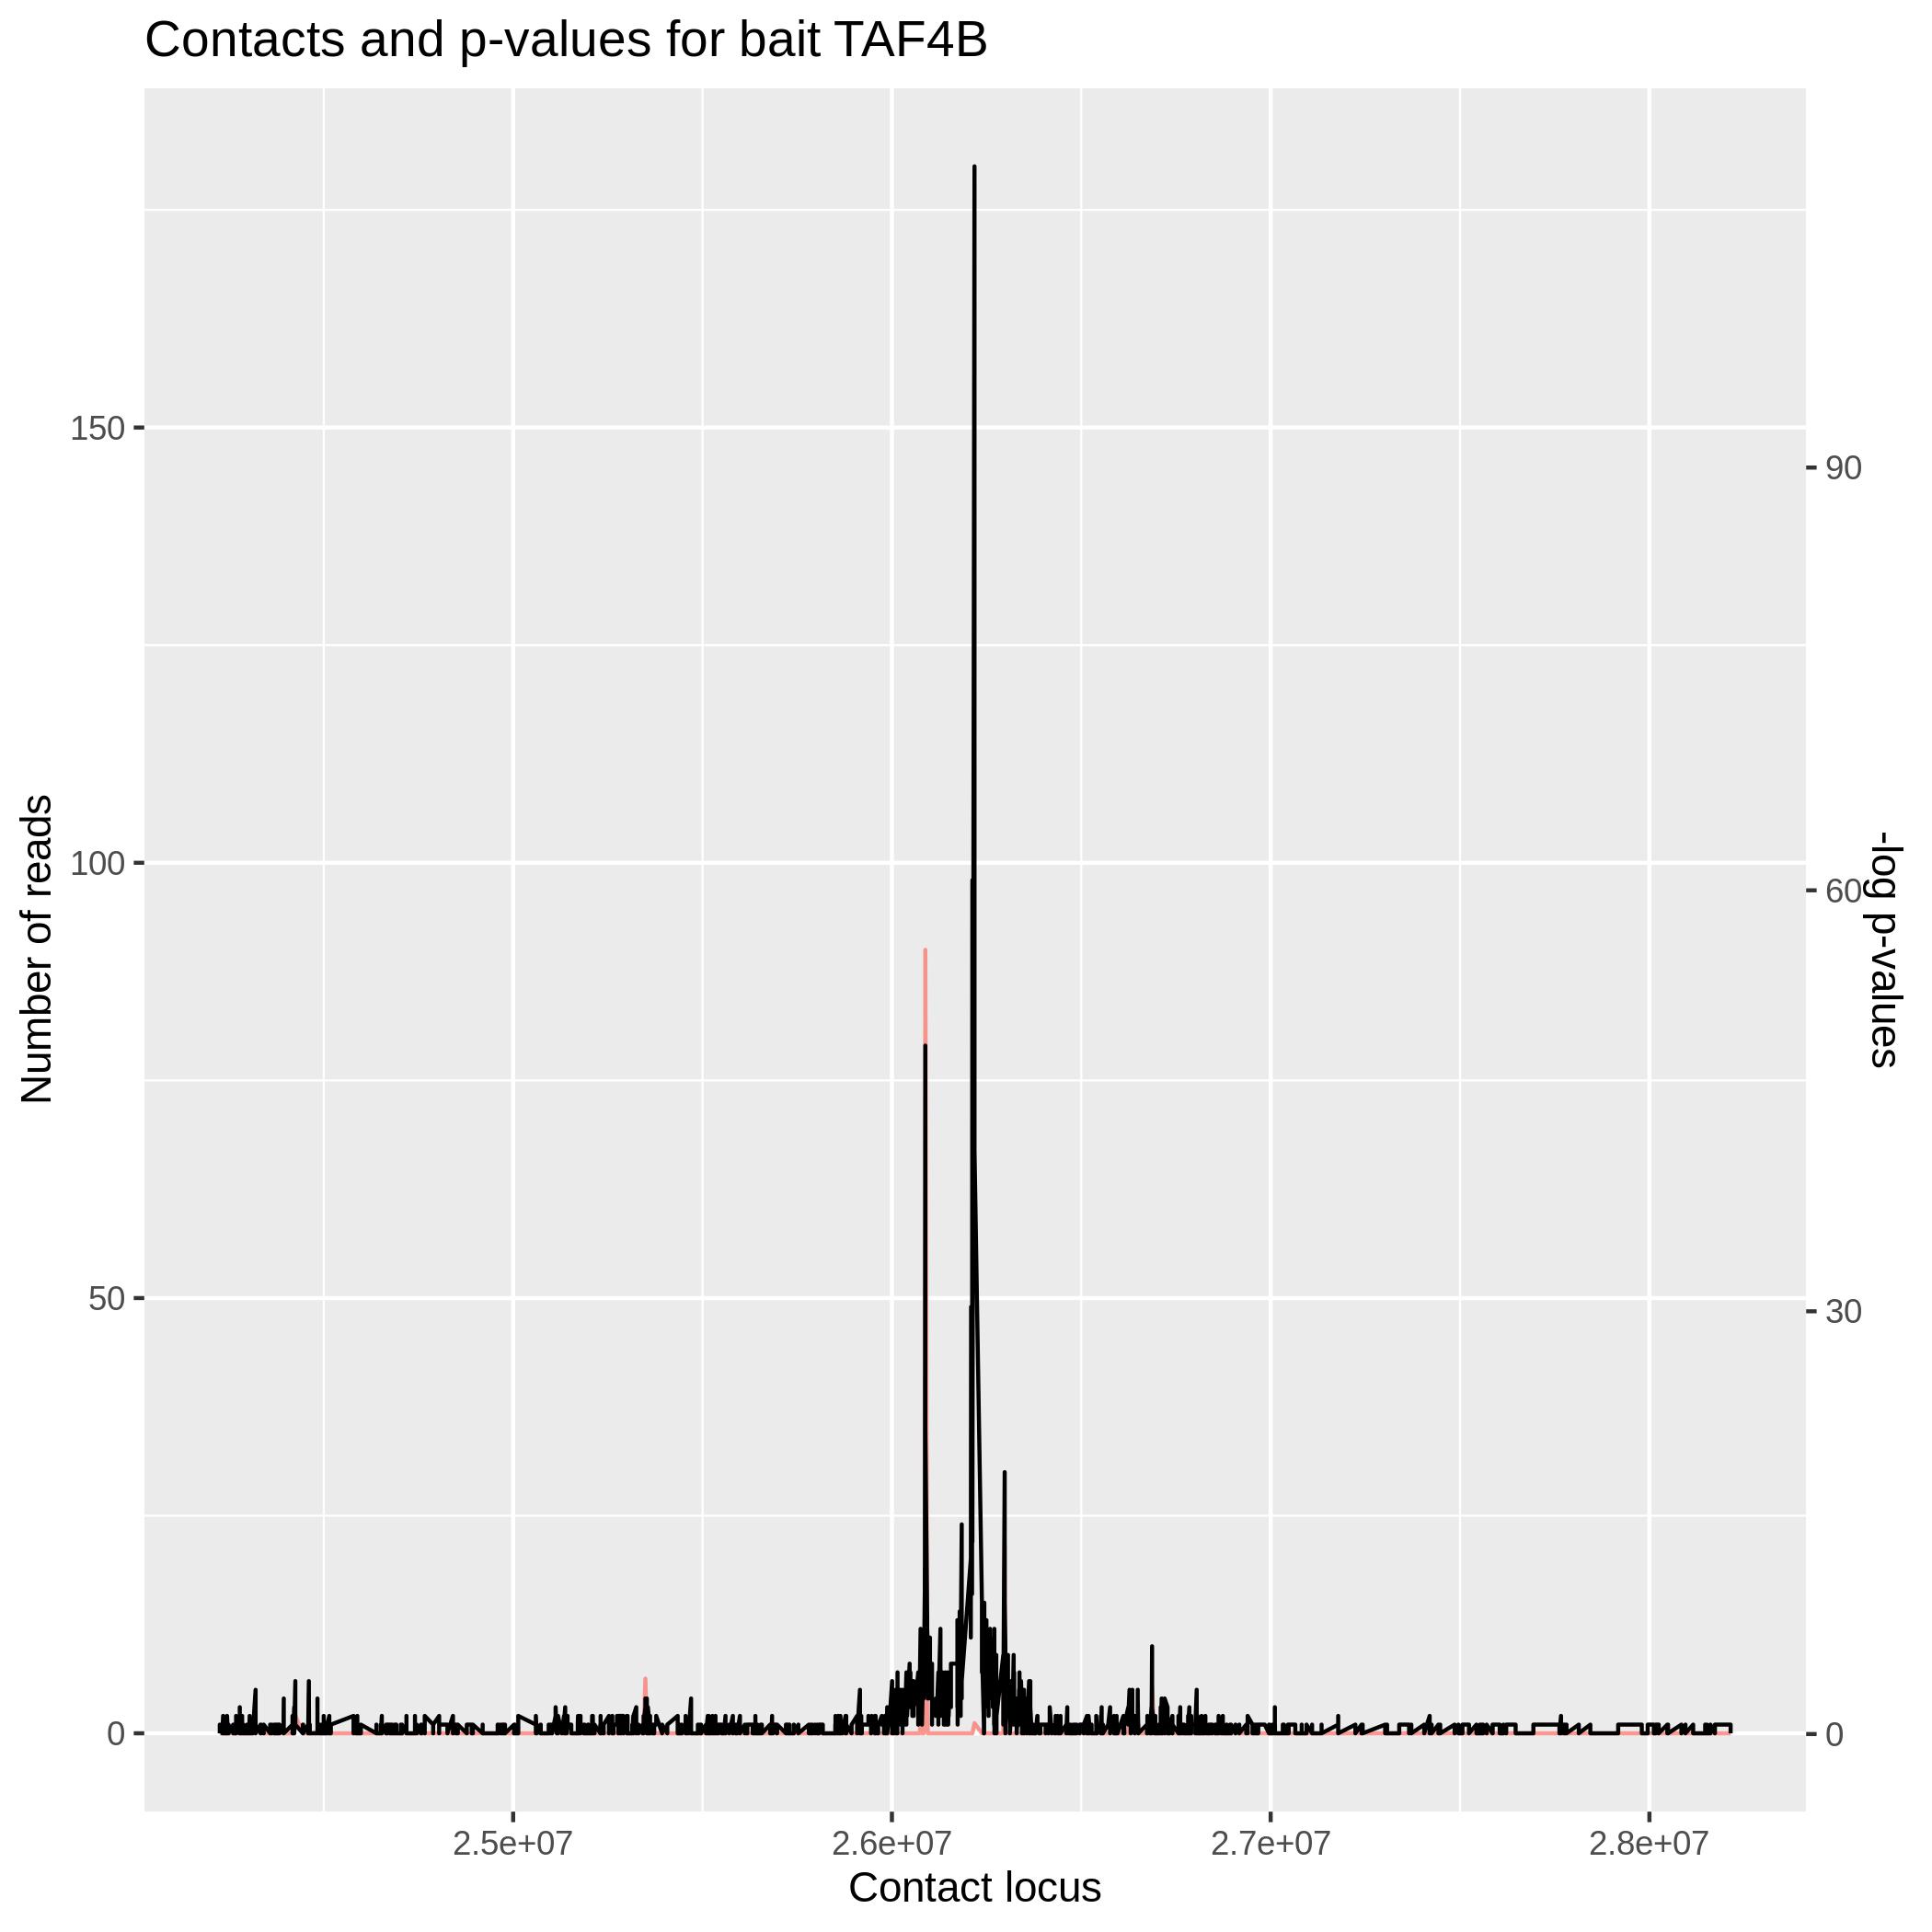 Contacts and p-values for bait TAF4B
Number of reads
150
100
50
0
90
60
30
0
-log p-values
2.5e+07
2.6e+07
2.7e+07
2.8e+07
Contact locus